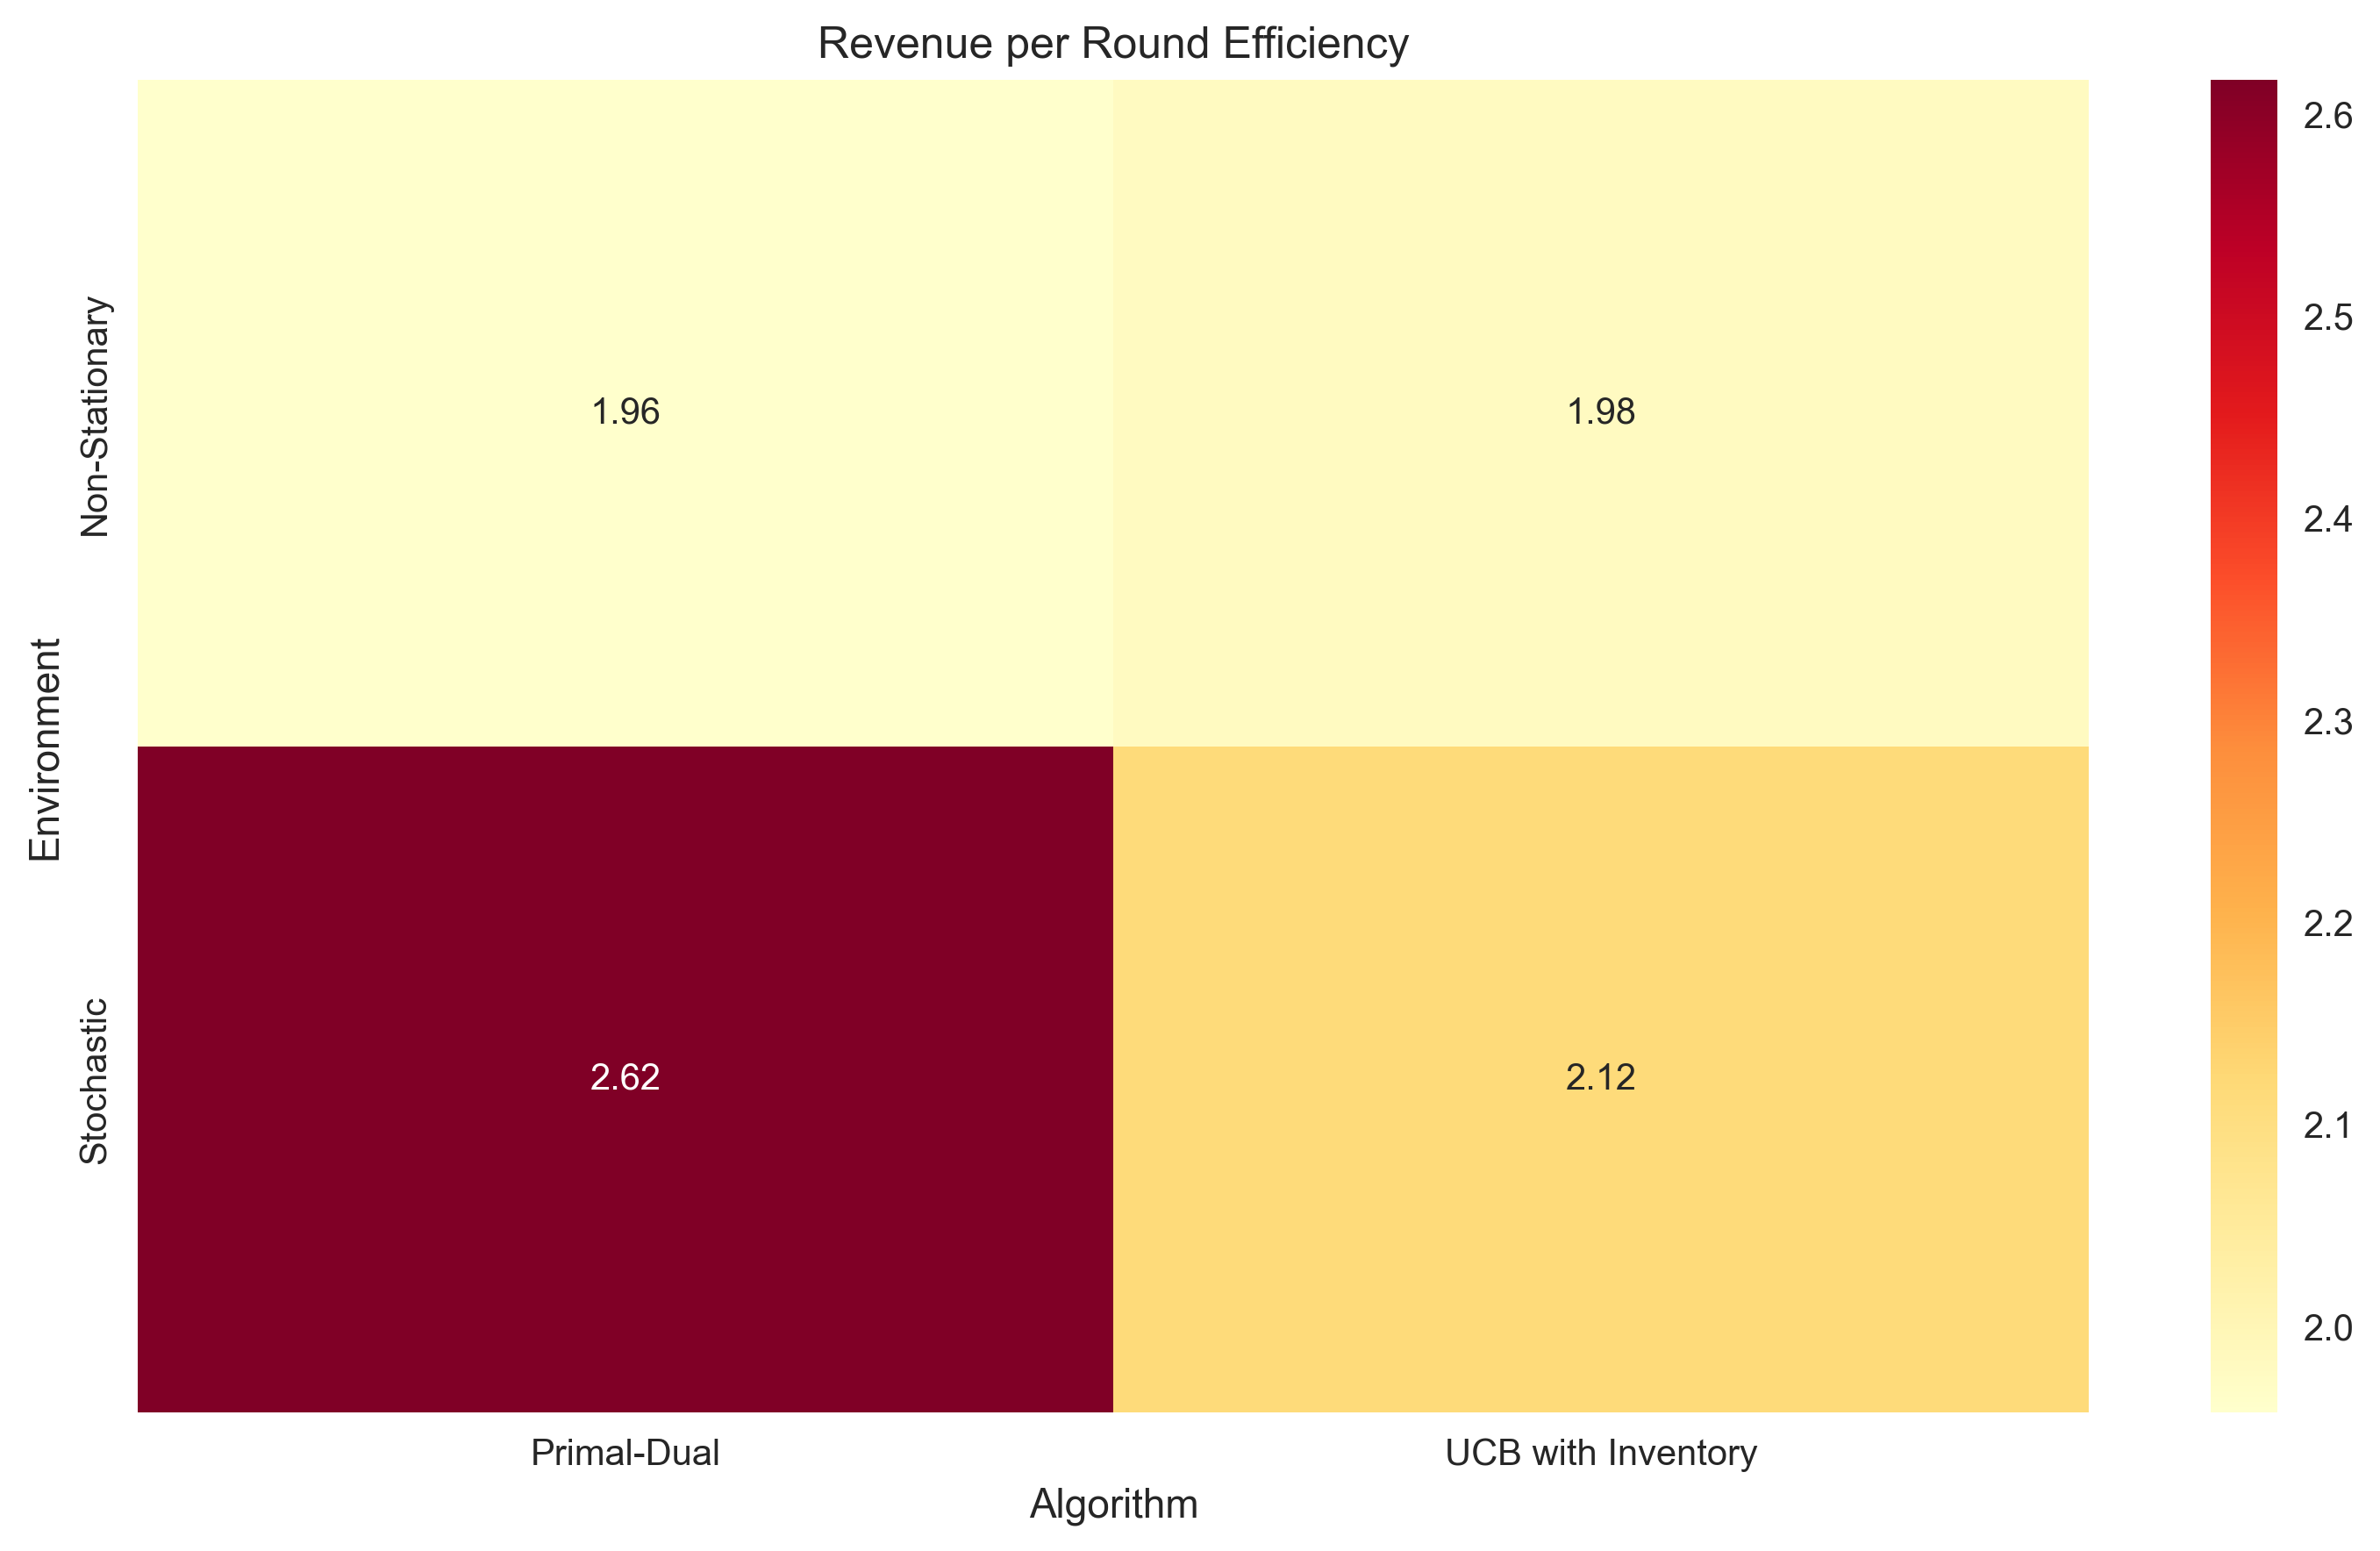 Revenue per Round Efficiency
Environment
Non-Stationary
1.96
1.98
Stochastic
2.62
2.12
Primal-Dual
UCB with Inventory
Algorithm
2.6
2.5
2.4
2.3
2.2
2.1
2.0